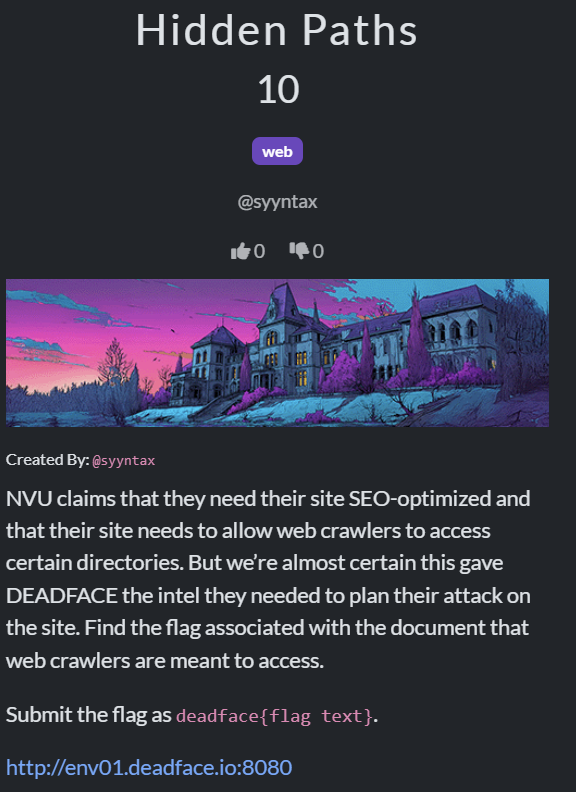 Hidden Paths
10
web
@syyntax
0 0
Created By: @syyntax
NVU claims that they need their site SEO-optimized and
that their site needs to allow web crawlers to access
certain directories. But we’re almost certain this gave
DEADFACE the intel they needed to plan their attack on
the site. Find the flag associated with the document that
web crawlers are meant to access.
Submit the flag as deadface{flag text}.
http://env01.deadface.io:8080